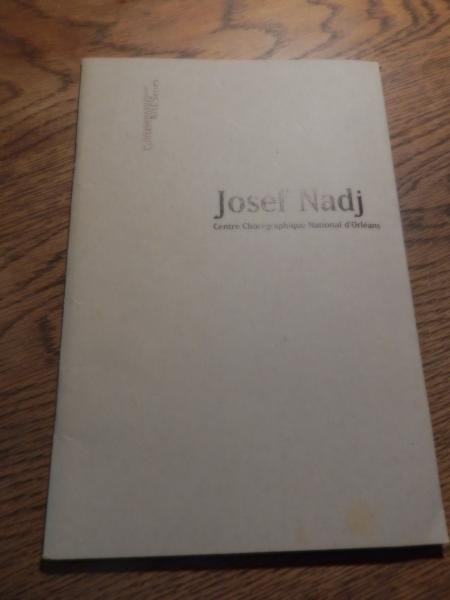 Josef Nadj
Centre Chorégraphique National d'Orléans